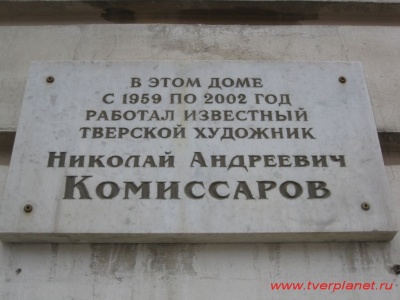 В ЭТОМ ДОМЕ
С 1959 ПО 2002 ГОД
РАБОТАЛ ИЗВЕСТНЫЙ
ТВЕРСКОЙ ХУДОЖНИК
НИКОЛАЙ АНДРЕЕВИЧ
КОМИССАРОВ
www.tverplanet.ru